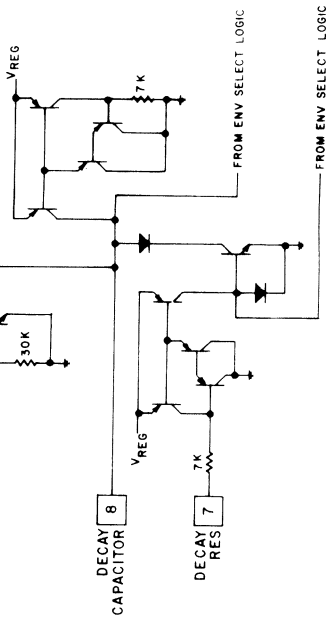 VREG
7K
FROM ENV SELECT LOGIC
FROM ENV SELECT LOGIC
30K
VREG
8
DECAY
CAPACITOR
7K
7
DECAY
RES